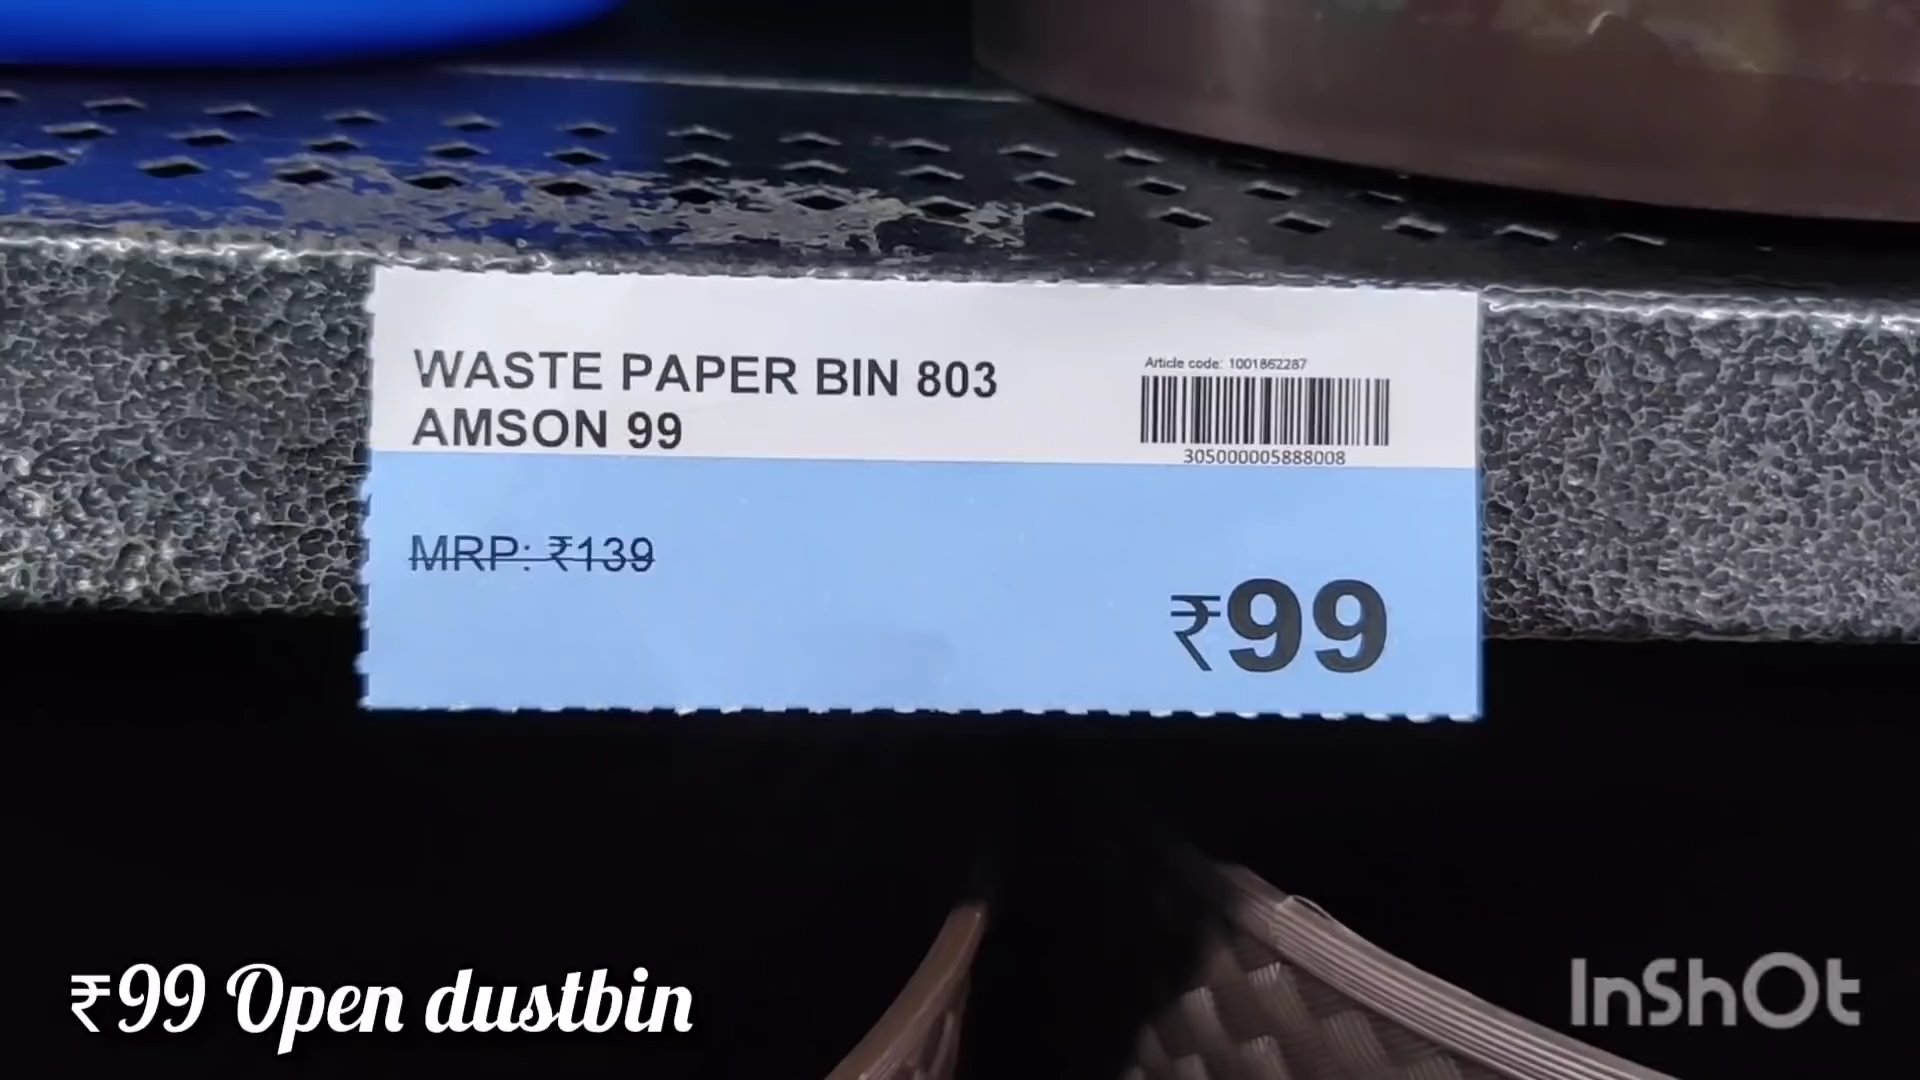 WASTE PAPER BIN 803
AMSON 99
Article code: 1001862287
305000005888008
MRP: ₹139
₹99
₹99 Open dustbin
InShOt